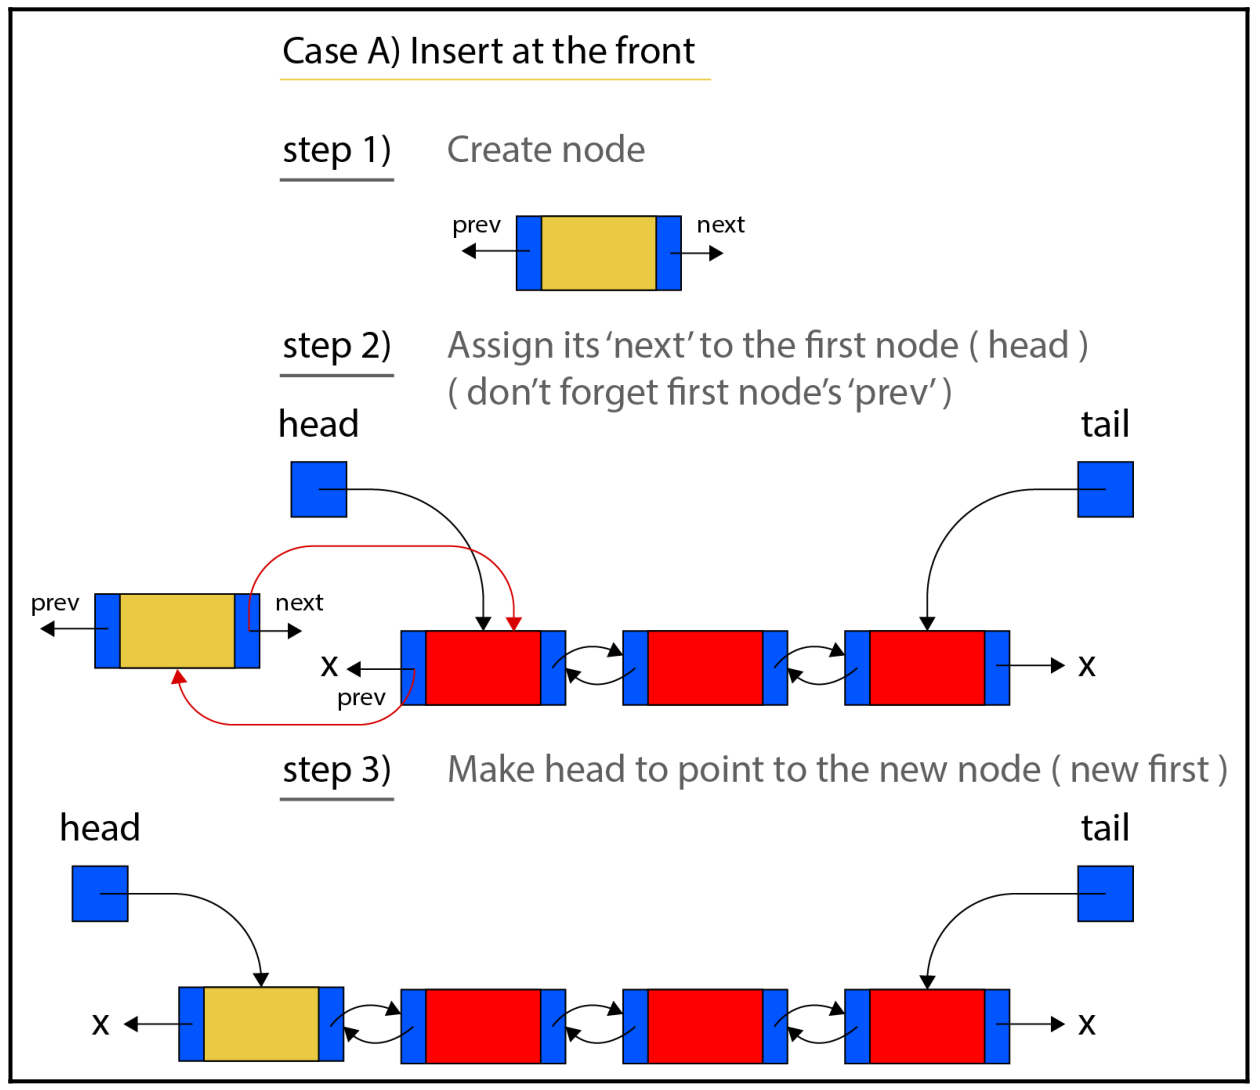 Case A) Insert at the front
step 1) Create node
prev next
step 2) Assign its ‘next’ to the first node ( head )
( don’t forget first node’s ‘prev’ )
head tail
prev next
x x
prev
step 3) Make head to point to the new node ( new first )
head tail
x x